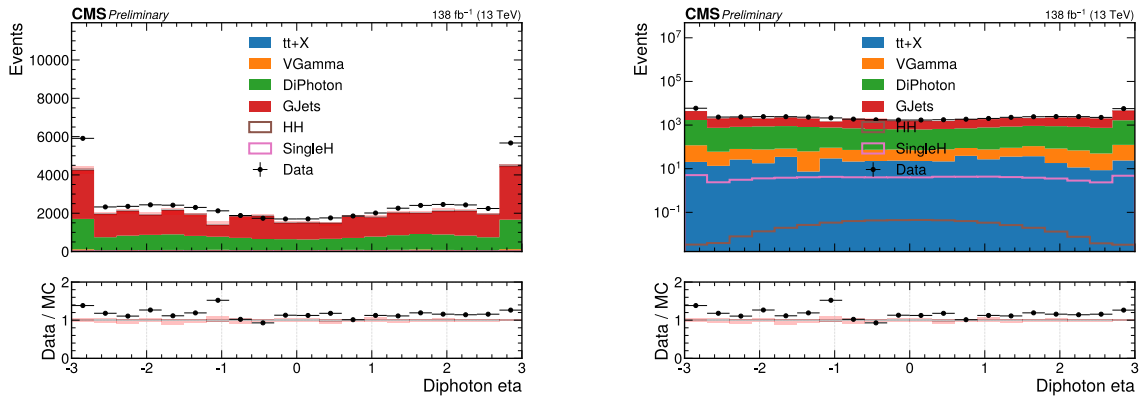 CMS Preliminary 138 fb⁻¹ (13 TeV)
Events
10000
8000
6000
4000
2000
0
tt+X
VGamma
DiPhoton
GJets
HH
SingleH
Data
Data / MC
2
1
0
-3 -2 -1 0 1 2 3
Diphoton eta
CMS Preliminary 138 fb⁻¹ (13 TeV)
Events
10⁷
10⁵
10³
10¹
10⁻¹
tt+X
VGamma
DiPhoton
GJets
HH
SingleH
Data
Data / MC
2
1
0
-3 -2 -1 0 1 2 3
Diphoton eta